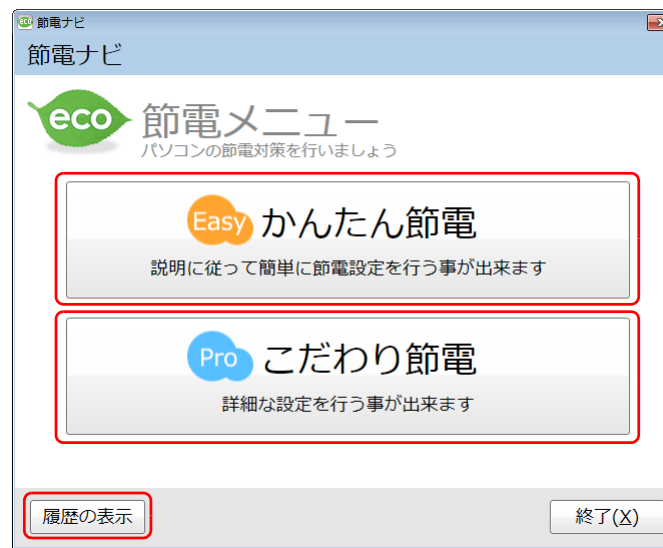 eco 節電ナビ
節電ナビ
eco
節電メニュー
パソコンの節電対策を行いましょう
Easy かんたん節電
説明に従って簡単に節電設定を行う事が出来ます
Pro こだわり節電
詳細な設定を行う事が出来ます
履歴の表示
終了(X)